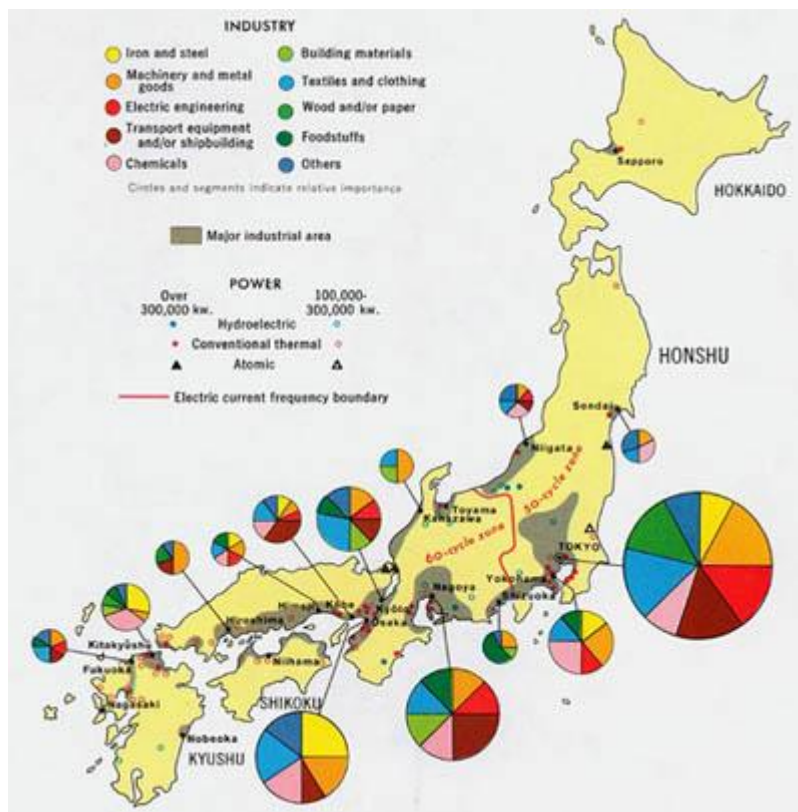 INDUSTRY
Iron and steel
Machinery and metal
goods
Electric engineering
Transport equipment
and/or shipbuilding
Chemicals
Building materials
Textiles and clothing
Wood and/or paper
Foodstuffs
Others
Circles and segments indicate relative importance
Major industrial area
POWER
Over
300,000 kw.
100,000-
300,000 kw.
Hydroelectric
Conventional thermal
Atomic
Electric current frequency boundary
Sapporo
HOKKAIDO
HONSHU
Sendai
Niigata
50-cycle zone
Toyama
Kanazawa
60-cycle zone
TOKYO
Nagoya
Yokohama
Shizuoka
Kyōto
Kōbe
Himeji
Osaka
Hiroshima
Kitakyūshū
Fukuoka
Niihama
SHIKOKU
Nagasaki
Nobeoka
KYUSHU